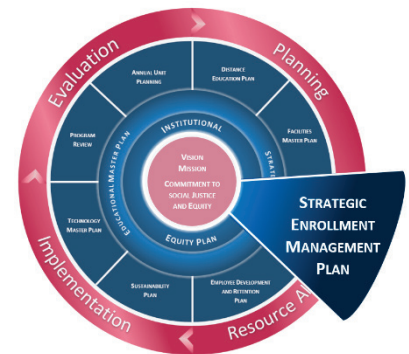 Evaluation
Planning
Implementation
Resource Al
ANNUAL UNIT
PLANNING
DISTANCE
EDUCATION PLAN
PROGRAM
REVIEW
FACILITIES
MASTER PLAN
TECHNOLOGY
MASTER PLAN
SUSTAINABILITY
PLAN
EMPLOYEE DEVELOPMENT
AND RETENTION
PLAN
EDUCATIONAL MASTER PLAN
STRATE
INSTITUTIONAL
EQUITY PLAN
VISION
MISSION
COMMITMENT TO
SOCIAL JUSTICE
AND EQUITY
STRATEGIC
ENROLLMENT
MANAGEMENT
PLAN